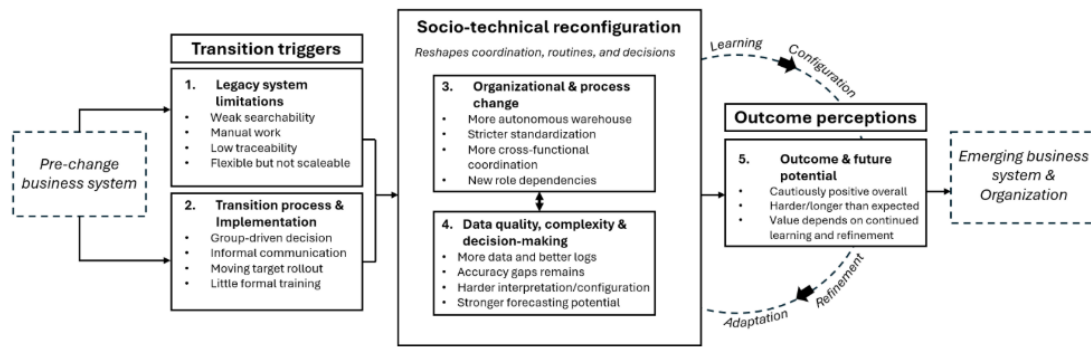 Pre-change
business system
Transition triggers
1. Legacy system
limitations
• Weak searchability
• Manual work
• Low traceability
• Flexible but not scaleable
2. Transition process &
Implementation
• Group-driven decision
• Informal communication
• Moving target rollout
• Little formal training
Socio-technical reconfiguration
Reshapes coordination, routines, and decisions
3. Organizational & process
change
• More autonomous warehouse
• Stricter standardization
• More cross-functional
coordination
• New role dependencies
4. Data quality, complexity &
decision-making
• More data and better logs
• Accuracy gaps remains
• Harder interpretation/configuration
• Stronger forecasting potential
Learning
Configuration
Outcome perceptions
5. Outcome & future
potential
• Cautiously positive overall
• Harder/longer than expected
• Value depends on continued
learning and refinement
Refinement
Adaptation
Emerging business
system &
Organization